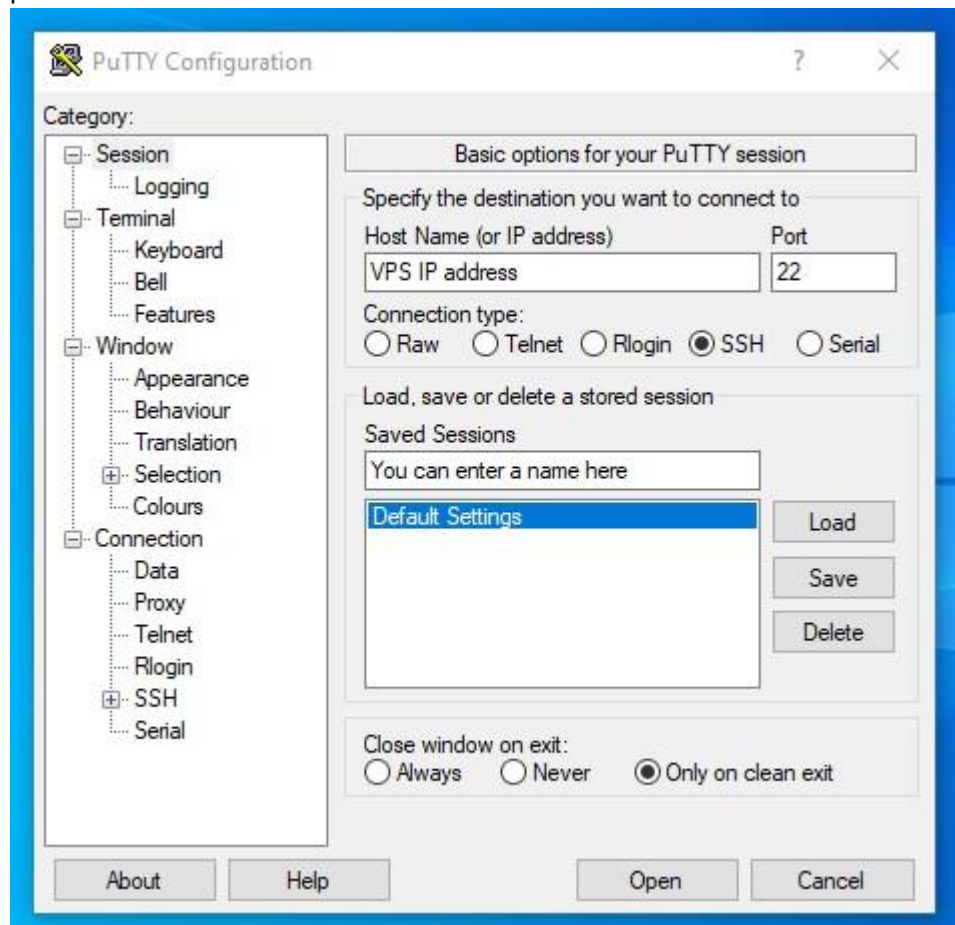 PuTTY Configuration ?
Category:
Session
Logging
Terminal
Keyboard
Bell
Features
Window
Appearance
Behaviour
Translation
Selection
Colours
Connection
Data
Proxy
Telnet
Rlogin
SSH
Serial
Basic options for your PuTTY session
Specify the destination you want to connect to
Host Name (or IP address) Port
VPS IP address 22
Connection type:
Raw Telnet Rlogin SSH Serial
Load, save or delete a stored session
Saved Sessions
You can enter a name here
Default Settings
Load
Save
Delete
Close window on exit:
Always Never Only on clean exit
About Help Open Cancel